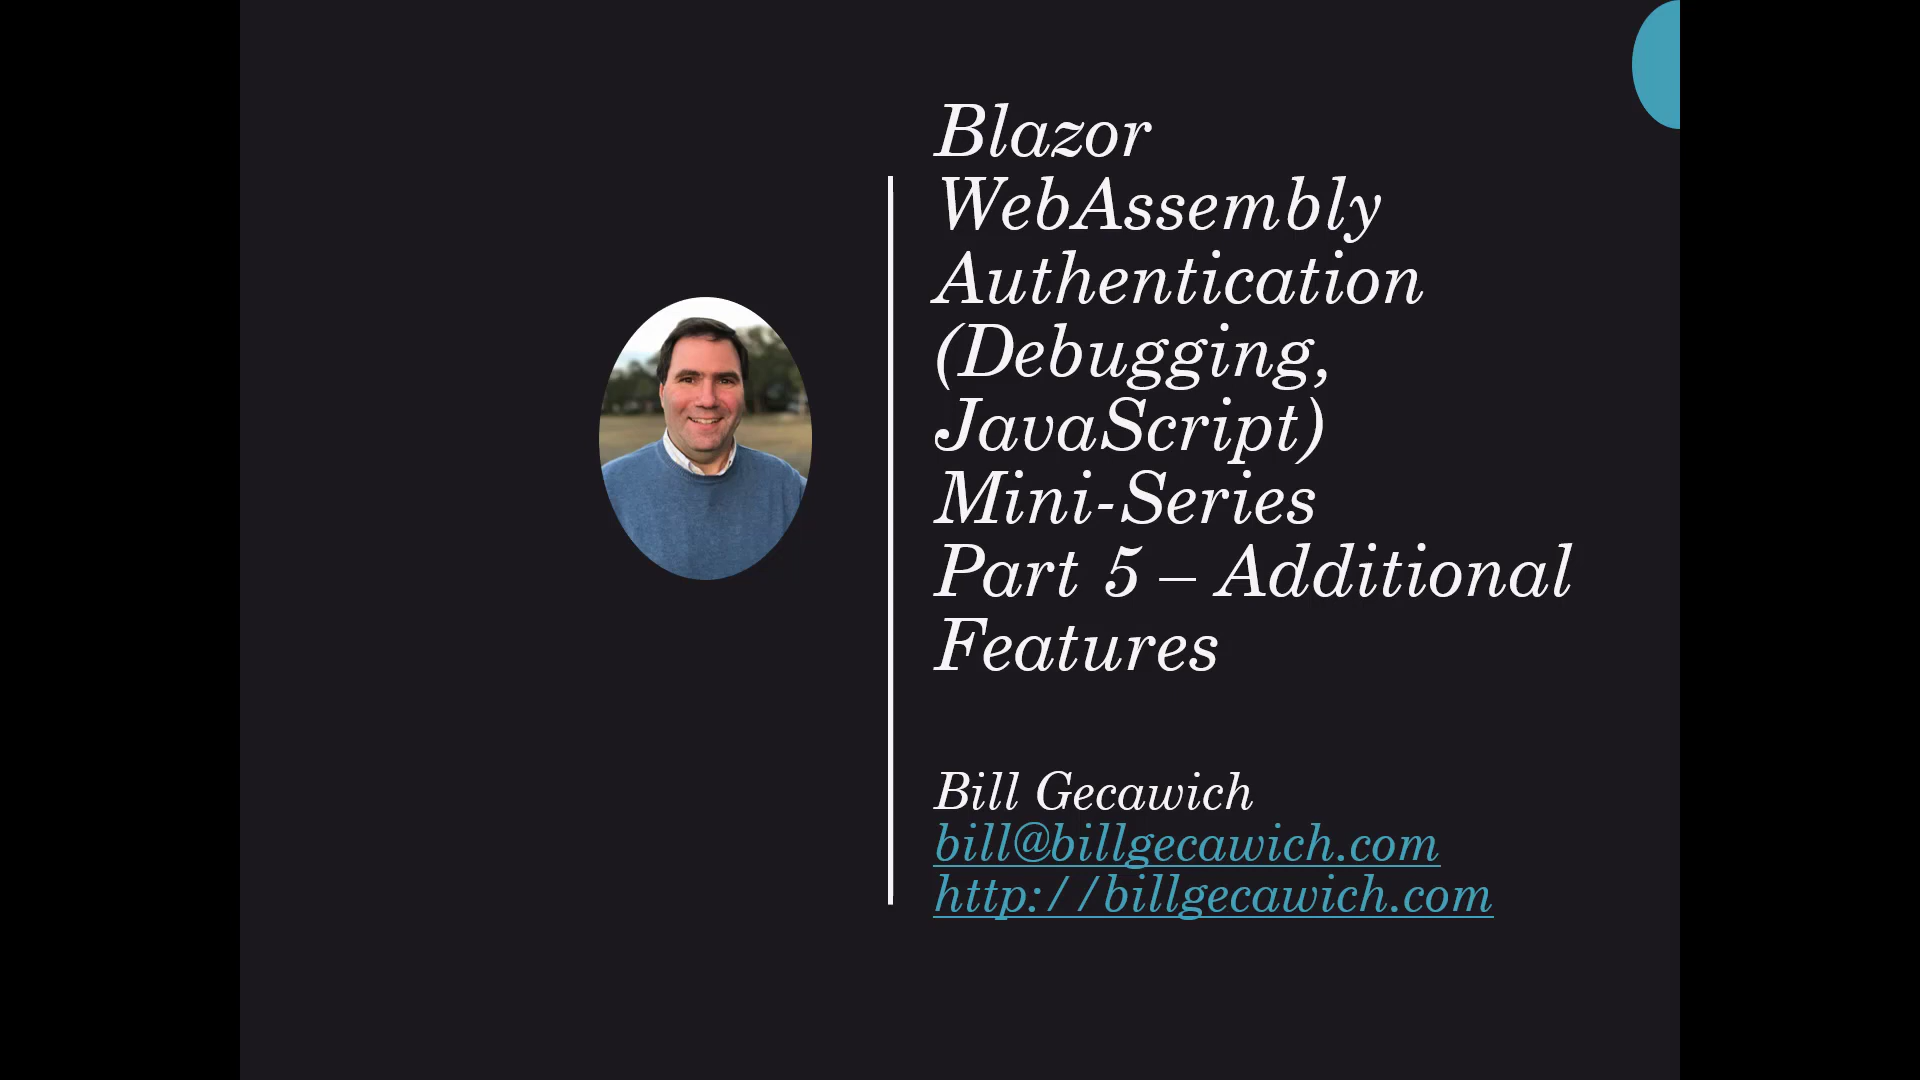 Blazor
WebAssembly
Authentication
(Debugging,
JavaScript)
Mini-Series
Part 5 – Additional
Features
Bill Gecawich
bill@billgecawich.com
http://billgecawich.com